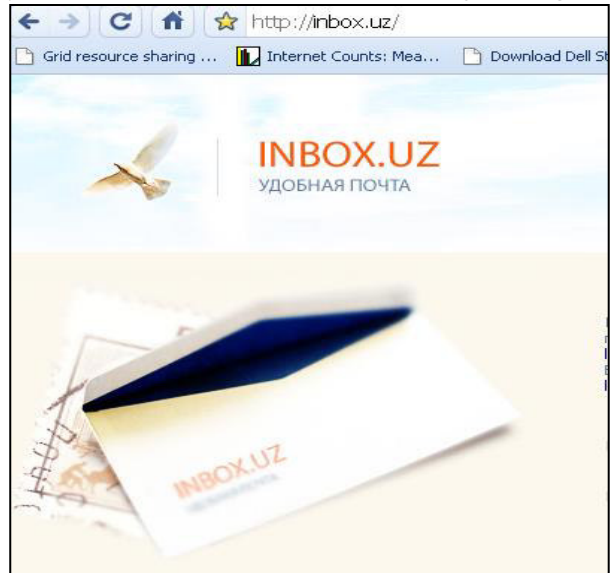 http://inbox.uz/
Grid resource sharing ...
Internet Counts: Mea...
Download Dell St
INBOX.UZ
УДОБНАЯ ПОЧТА
INBOX.UZ